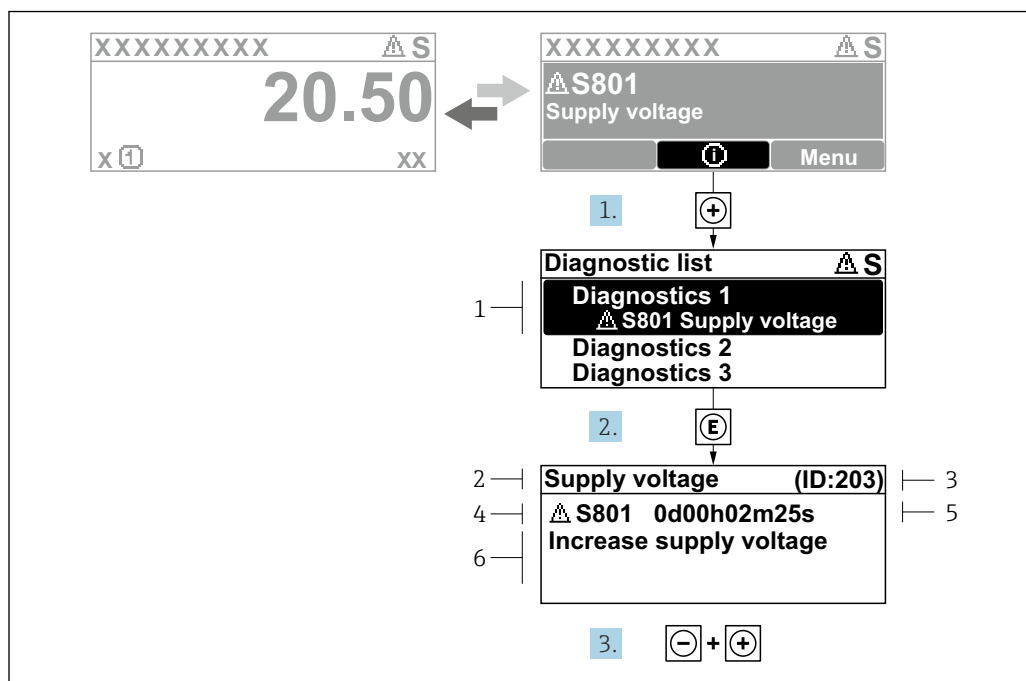 XXXXXXXXX ⚠ S
20.50
x ① xx
XXXXXXXXX ⚠ S
⚠ S801
Supply voltage
ⓘ Menu
1. +
Diagnostic list ⚠ S
1
Diagnostics 1
⚠ S801 Supply voltage
Diagnostics 2
Diagnostics 3
2. E
2 Supply voltage (ID:203) 3
4 ⚠ S801 0d00h02m25s 5
6 Increase supply voltage
3. - + +